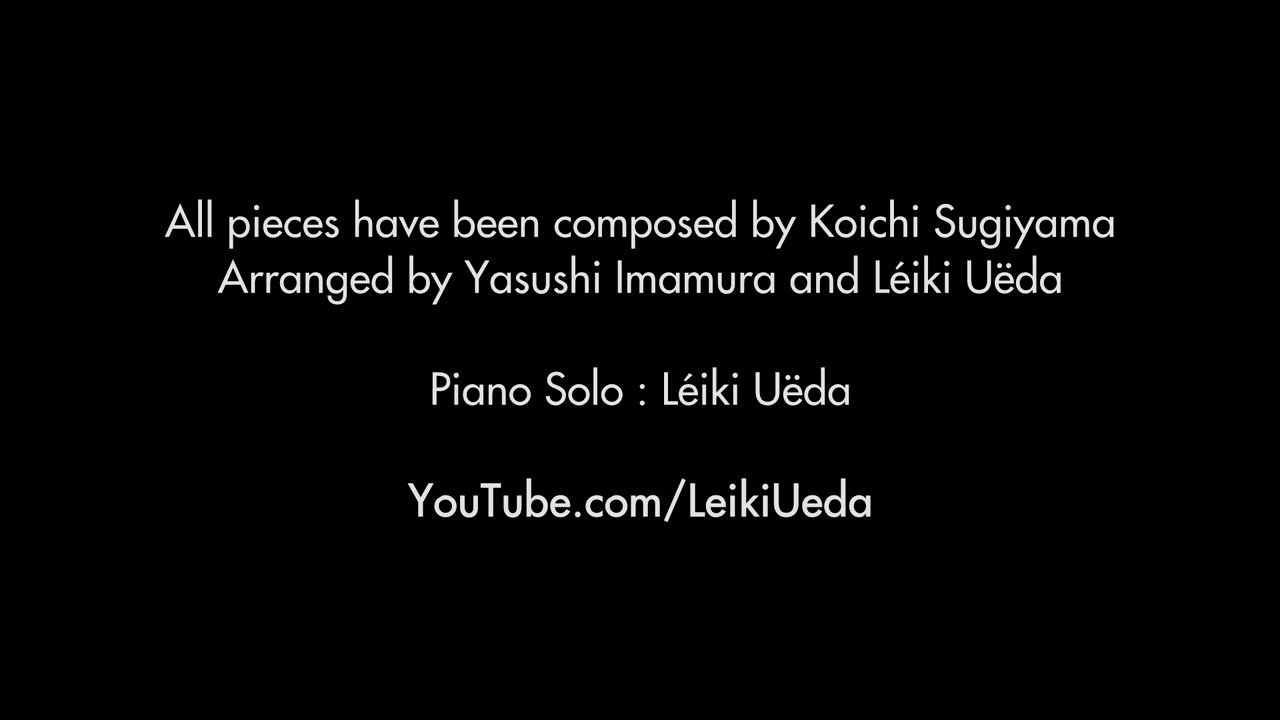 All pieces have been composed by Koichi Sugiyama
Arranged by Yasushi Imamura and Léiki Uëda
Piano Solo : Léiki Uëda
YouTube.com/LeikiUeda